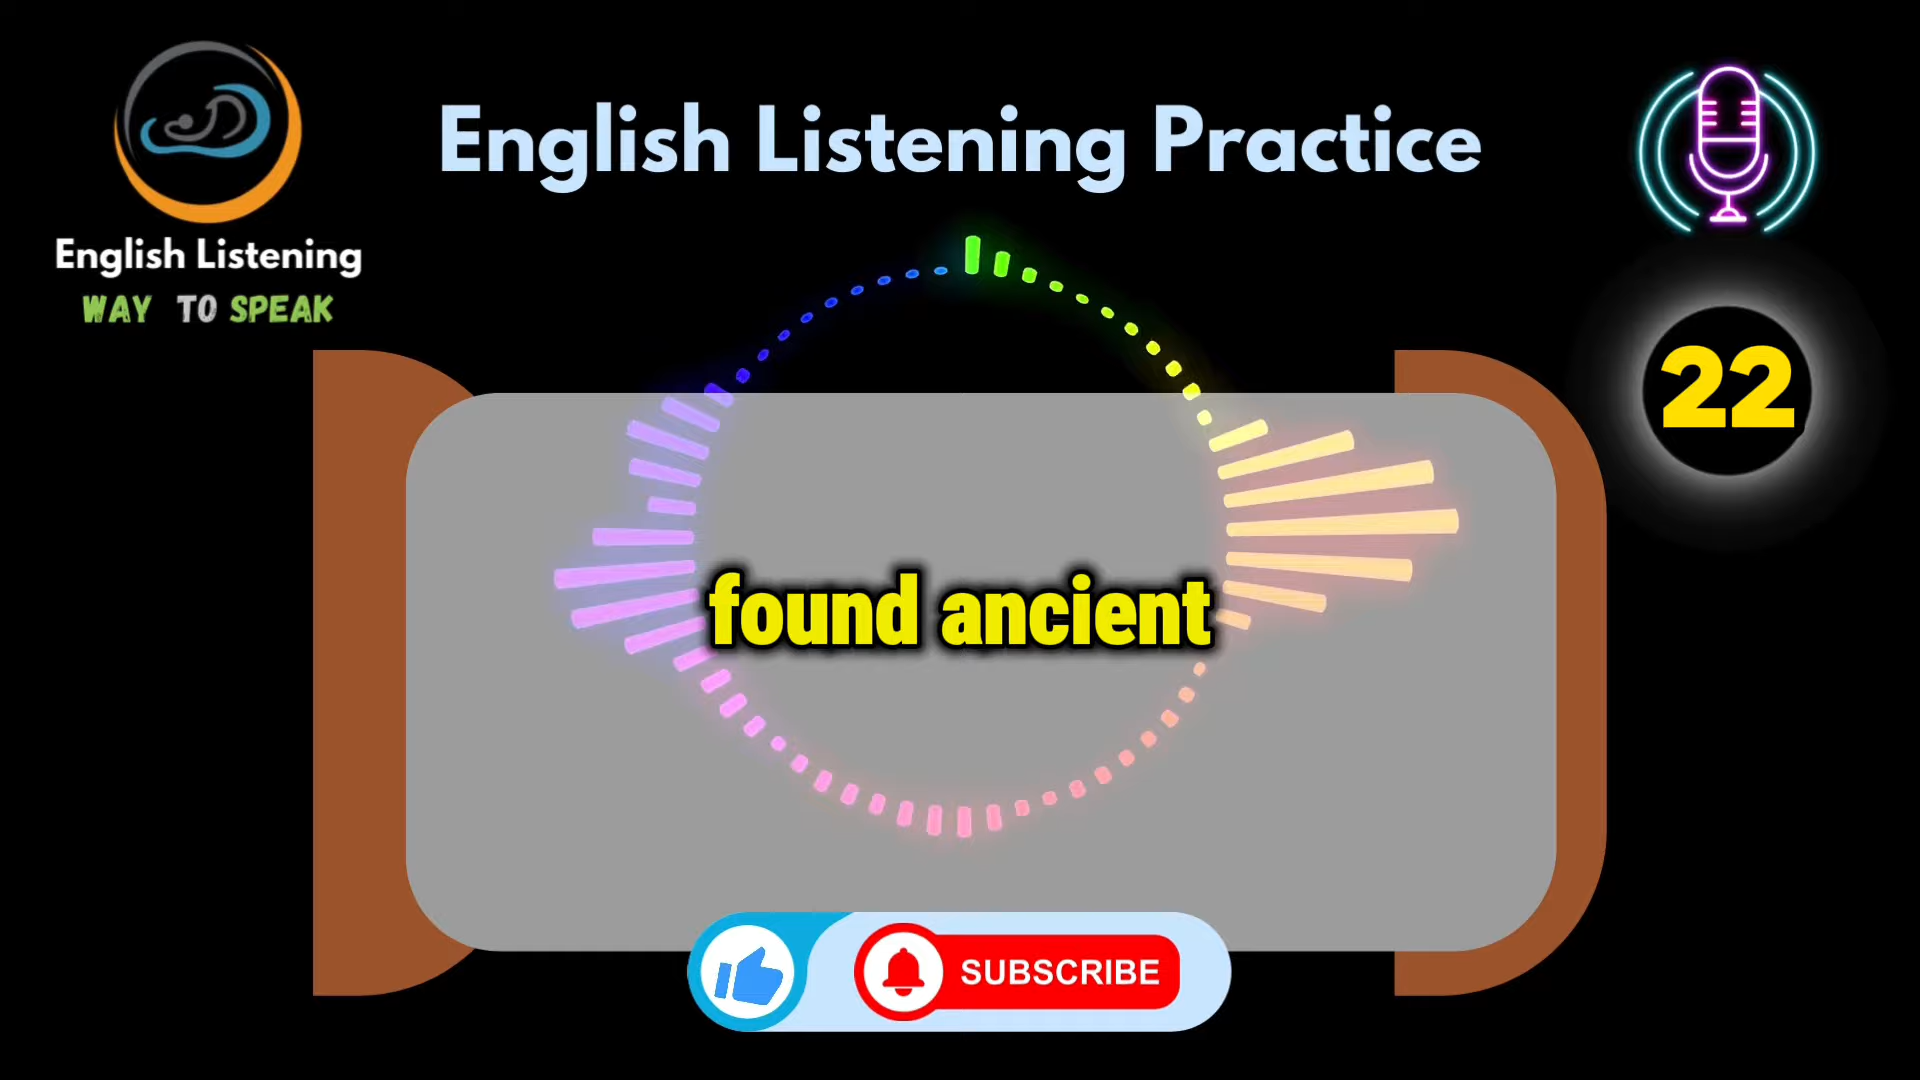 English Listening Practice
English Listening
WAY TO SPEAK
22
found ancient
SUBSCRIBE